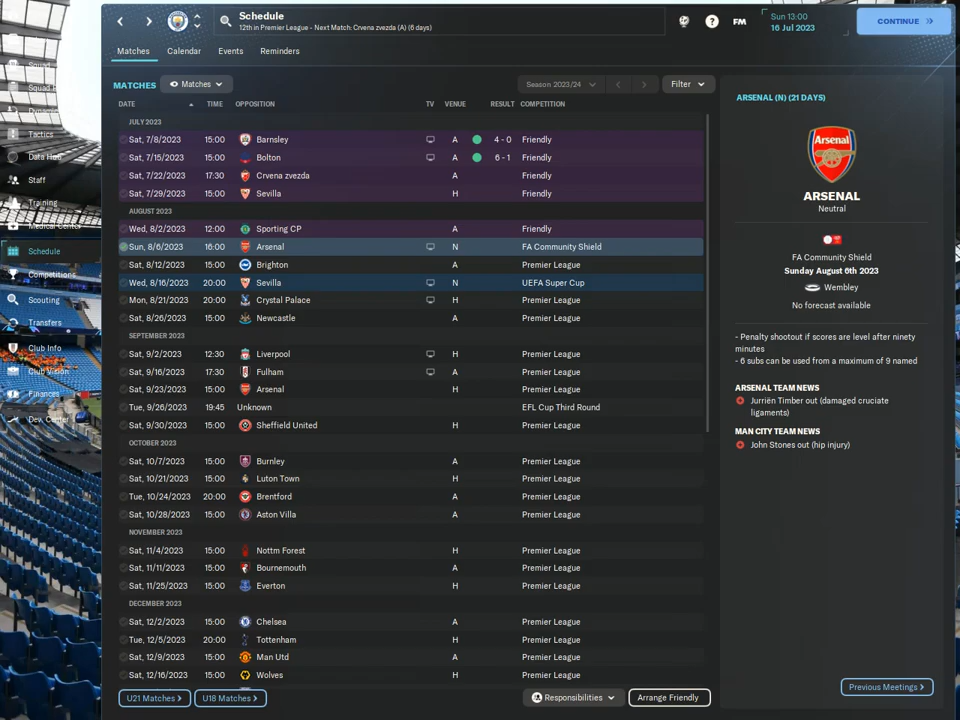 Schedule
12th in Premier League - Next Match: Crvena zvezda (A) (6 days)
?
FM
Sun 13:00
16 Jul 2023
CONTINUE
Matches
Calendar
Events
Reminders
Squad
Tactics
Data Hub
Staff
Training
Medical Center
Schedule
Competitions
Scouting
Transfers
Club Info
Club Vision
Finances
Dev. Center
MATCHES
Matches
Season 2023/24
Filter
DATE TIME OPPOSITION TV VENUE RESULT COMPETITION
JULY 2023
Sat, 7/8/2023 15:00 Barnsley A 4 - 0 Friendly
Sat, 7/15/2023 15:00 Bolton A 6 - 1 Friendly
Sat, 7/22/2023 17:30 Crvena zvezda A Friendly
Sat, 7/29/2023 15:00 Sevilla H Friendly
AUGUST 2023
Wed, 8/2/2023 12:00 Sporting CP A Friendly
Sun, 8/6/2023 16:00 Arsenal N FA Community Shield
Sat, 8/12/2023 15:00 Brighton A Premier League
Wed, 8/16/2023 20:00 Sevilla N UEFA Super Cup
Mon, 8/21/2023 20:00 Crystal Palace H Premier League
Sat, 8/26/2023 15:00 Newcastle A Premier League
SEPTEMBER 2023
Sat, 9/2/2023 12:30 Liverpool H Premier League
Sat, 9/16/2023 17:30 Fulham A Premier League
Sat, 9/23/2023 15:00 Arsenal H Premier League
Tue, 9/26/2023 19:45 Unknown EFL Cup Third Round
Sat, 9/30/2023 15:00 Sheffield United H Premier League
OCTOBER 2023
Sat, 10/7/2023 15:00 Burnley A Premier League
Sat, 10/21/2023 15:00 Luton Town H Premier League
Tue, 10/24/2023 20:00 Brentford A Premier League
Sat, 10/28/2023 15:00 Aston Villa A Premier League
NOVEMBER 2023
Sat, 11/4/2023 15:00 Nottm Forest H Premier League
Sat, 11/11/2023 15:00 Bournemouth A Premier League
Sat, 11/25/2023 15:00 Everton H Premier League
DECEMBER 2023
Sat, 12/2/2023 15:00 Chelsea A Premier League
Tue, 12/5/2023 20:00 Tottenham H Premier League
Sat, 12/9/2023 15:00 Man Utd A Premier League
Sat, 12/16/2023 15:00 Wolves H Premier League
U21 Matches >
U18 Matches >
Responsibilities
Arrange Friendly
ARSENAL (N) (21 DAYS)
Arsenal
ARSENAL
Neutral
FA Community Shield
Sunday August 6th 2023
Wembley
No forecast available
- Penalty shootout if scores are level after ninety
minutes
- 6 subs can be used from a maximum of 9 named
ARSENAL TEAM NEWS
Jurriën Timber out (damaged cruciate
ligaments)
MAN CITY TEAM NEWS
John Stones out (hip injury)
Previous Meetings >